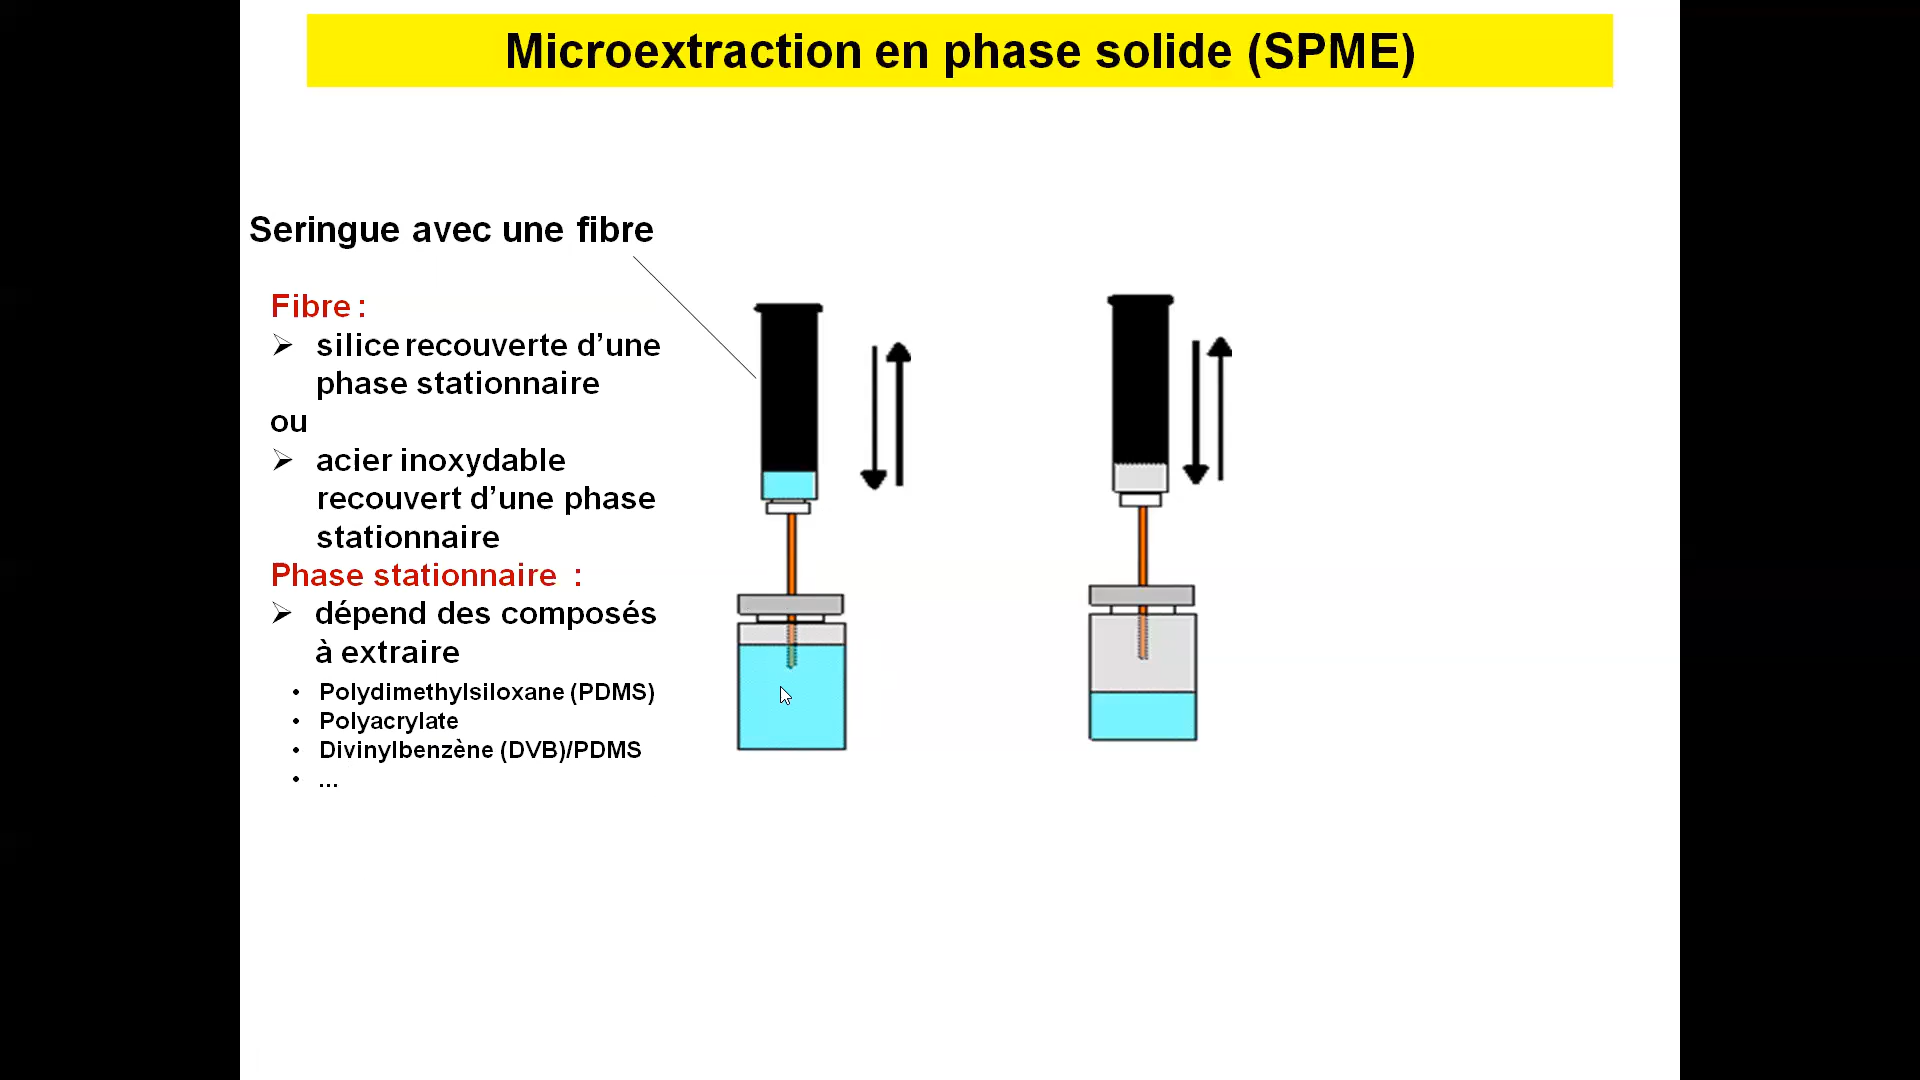 Microextraction en phase solide (SPME)
Seringue avec une fibre
Fibre :
silice recouverte d’une
phase stationnaire
ou
acier inoxydable
recouvert d’une phase
stationnaire
Phase stationnaire :
dépend des composés
à extraire
• Polydimethylsiloxane (PDMS)
• Polyacrylate
• Divinylbenzène (DVB)/PDMS
• ...